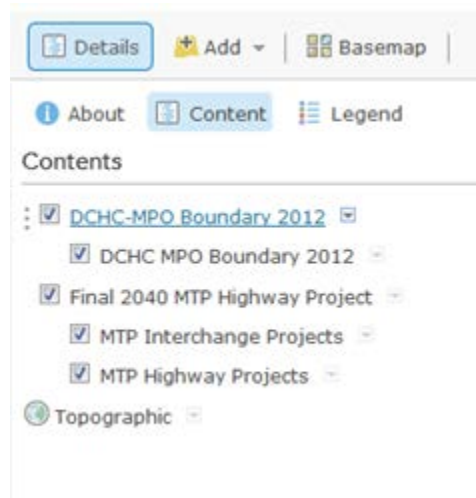 Details Add Basemap
About Content Legend
Contents
DCHC-MPO Boundary 2012
DCHC MPO Boundary 2012
Final 2040 MTP Highway Project
MTP Interchange Projects
MTP Highway Projects
Topographic